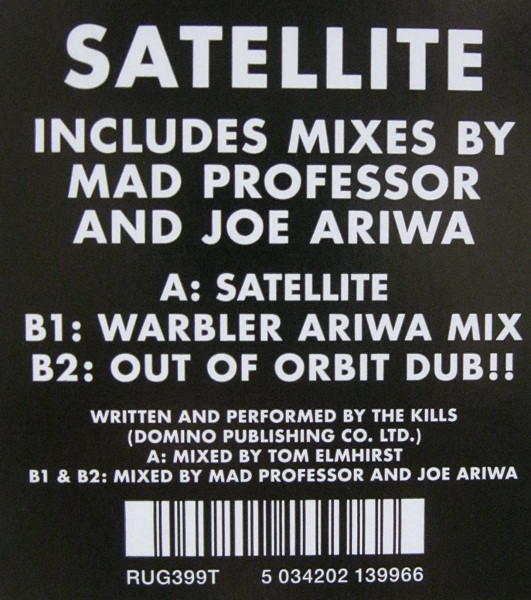 SATELLITE
INCLUDES MIXES BY
MAD PROFESSOR
AND JOE ARIWA
A: SATELLITE
B1: WARBLER ARIWA MIX
B2: OUT OF ORBIT DUB!!
WRITTEN AND PERFORMED BY THE KILLS
(DOMINO PUBLISHING CO. LTD.)
A: MIXED BY TOM ELMHIRST
B1 & B2: MIXED BY MAD PROFESSOR AND JOE ARIWA
RUG399T 5 034202 139966